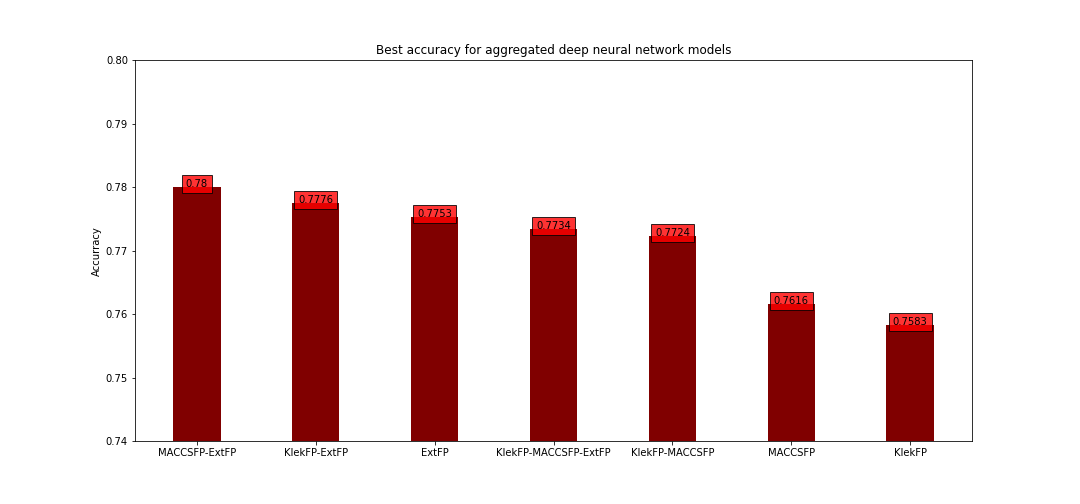 Best accuracy for aggregated deep neural network models
0.80
0.79
0.78
0.77
0.76
0.75
0.74
Accurracy
0.78
0.7776
0.7753
0.7734
0.7724
0.7616
0.7583
MACCSFP-ExtFP
KlekFP-ExtFP
ExtFP
KlekFP-MACCSFP-ExtFP
KlekFP-MACCSFP
MACCSFP
KlekFP